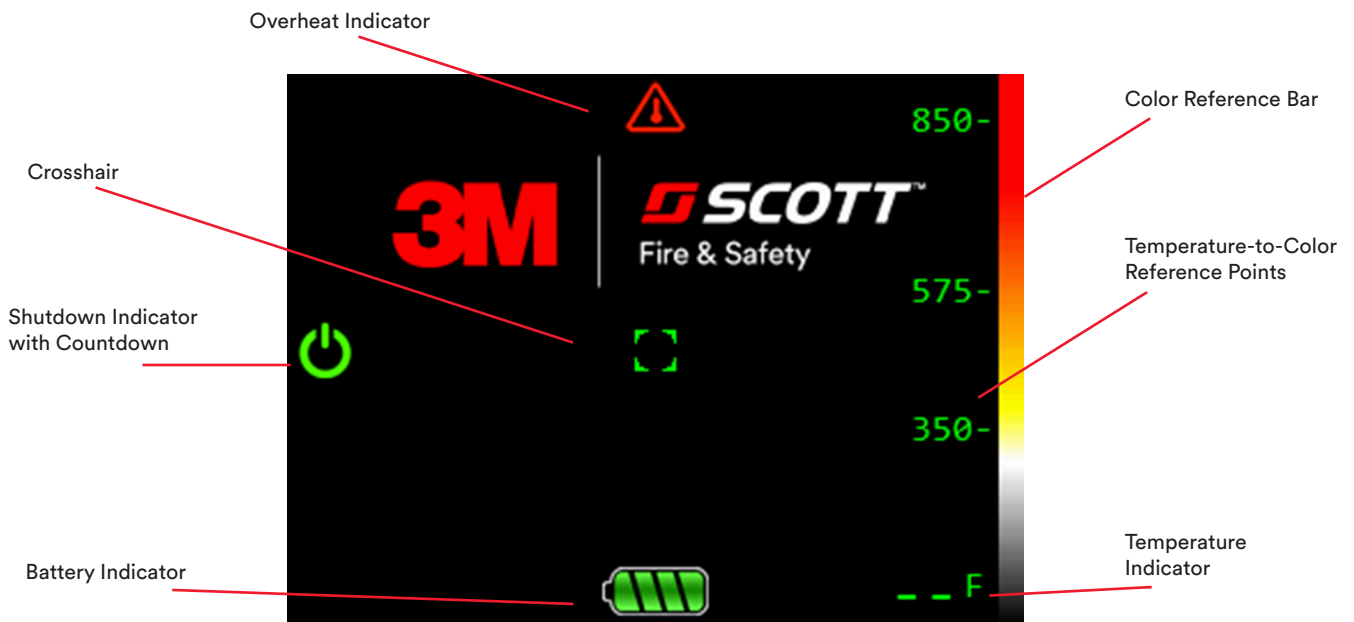 Overheat Indicator
850-
Color Reference Bar
Crosshair
3M
SCOTT™
Fire & Safety
Temperature-to-Color
Reference Points
575-
Shutdown Indicator
with Countdown
350-
Battery Indicator
Temperature
Indicator
-- F